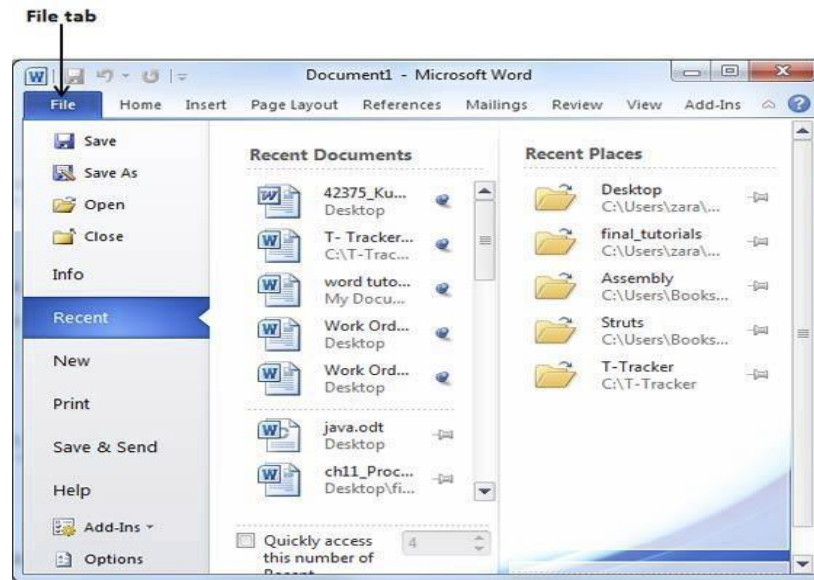 File tab
Document1 - Microsoft Word
File Home Insert Page Layout References Mailings Review View Add-Ins
Save
Save As
Open
Close
Info
Recent
New
Print
Save & Send
Help
Add-Ins
Options
Recent Documents
42375_Ku...
Desktop
T- Tracker...
C:\T-Trac...
word tuto...
My Docu...
Work Ord...
Desktop
Work Ord...
Desktop
java.odt
Desktop
ch11_Proc...
Desktop\fi...
Quickly access 4
this number of
Recent Places
Desktop
C:\Users\zara\...
final_tutorials
C:\Users\zara\...
Assembly
C:\Users\Books...
Struts
C:\Users\Books...
T-Tracker
C:\T-Tracker